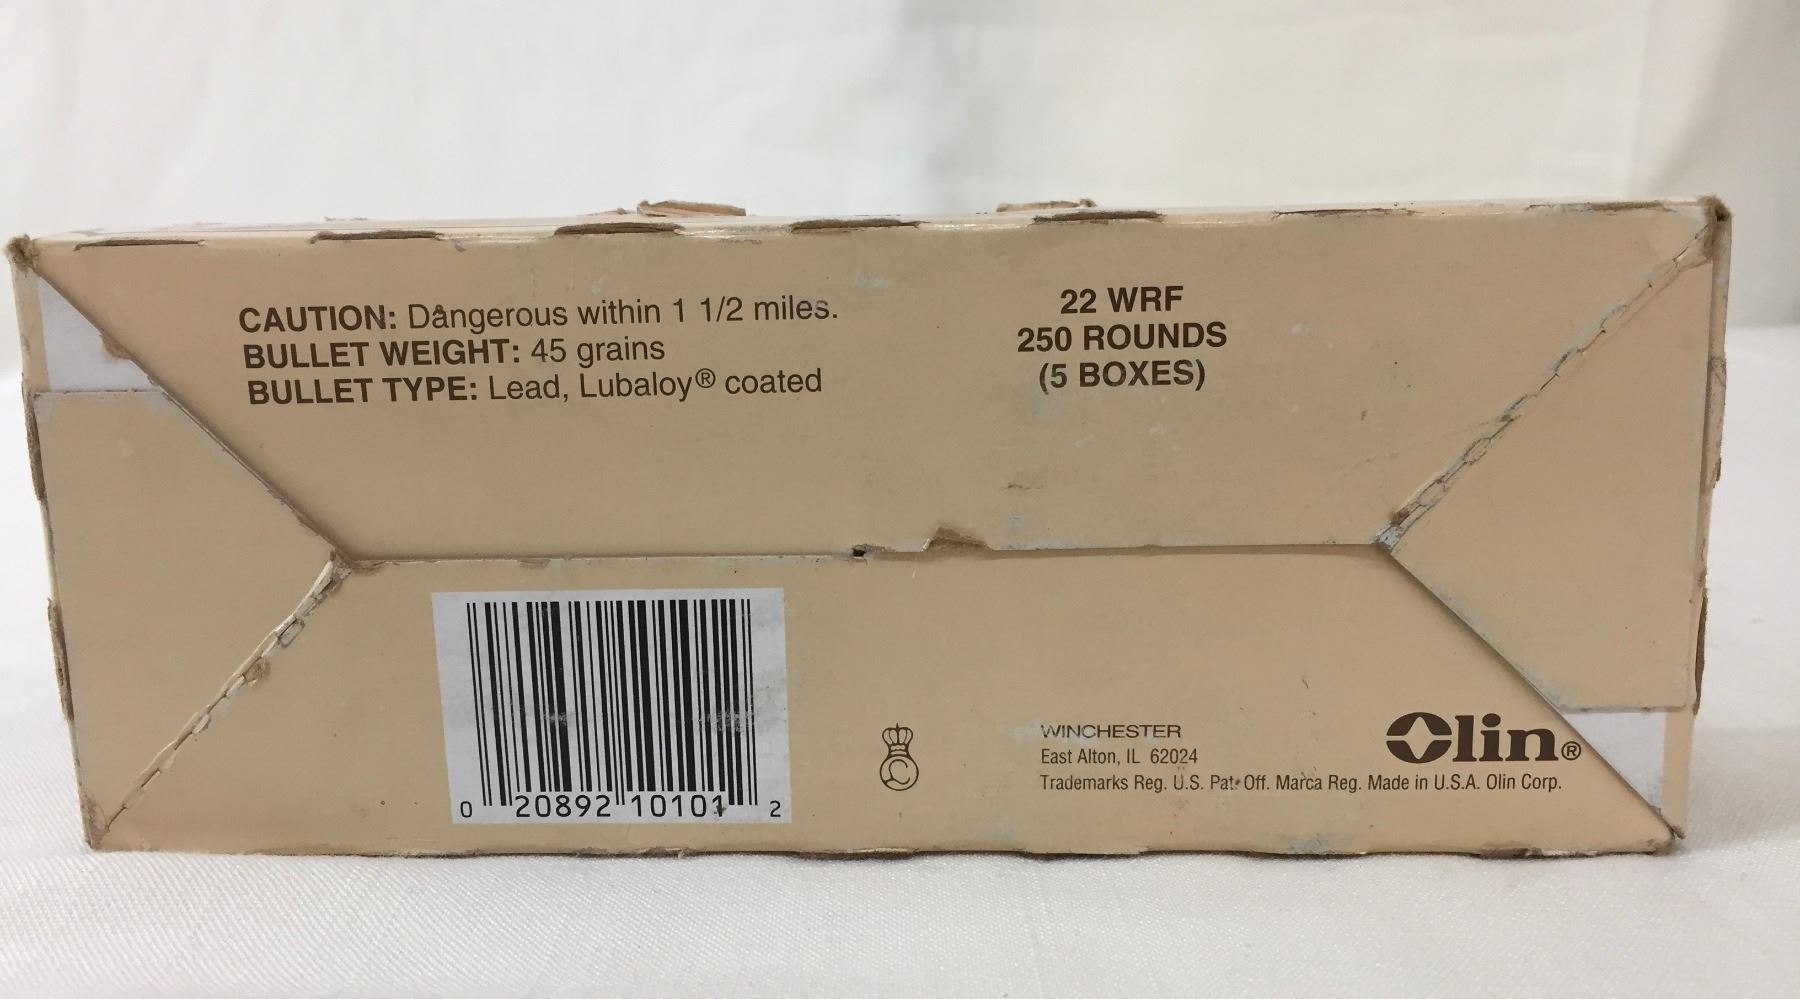 CAUTION: Dangerous within 1 1/2 miles.
BULLET WEIGHT: 45 grains
BULLET TYPE: Lead, Lubaloy® coated
22 WRF
250 ROUNDS
(5 BOXES)
0 20892 10101 2
C
WINCHESTER
East Alton, IL 62024
Trademarks Reg. U.S. Pat. Off. Marca Reg. Made in U.S.A. Olin Corp.
Olin®